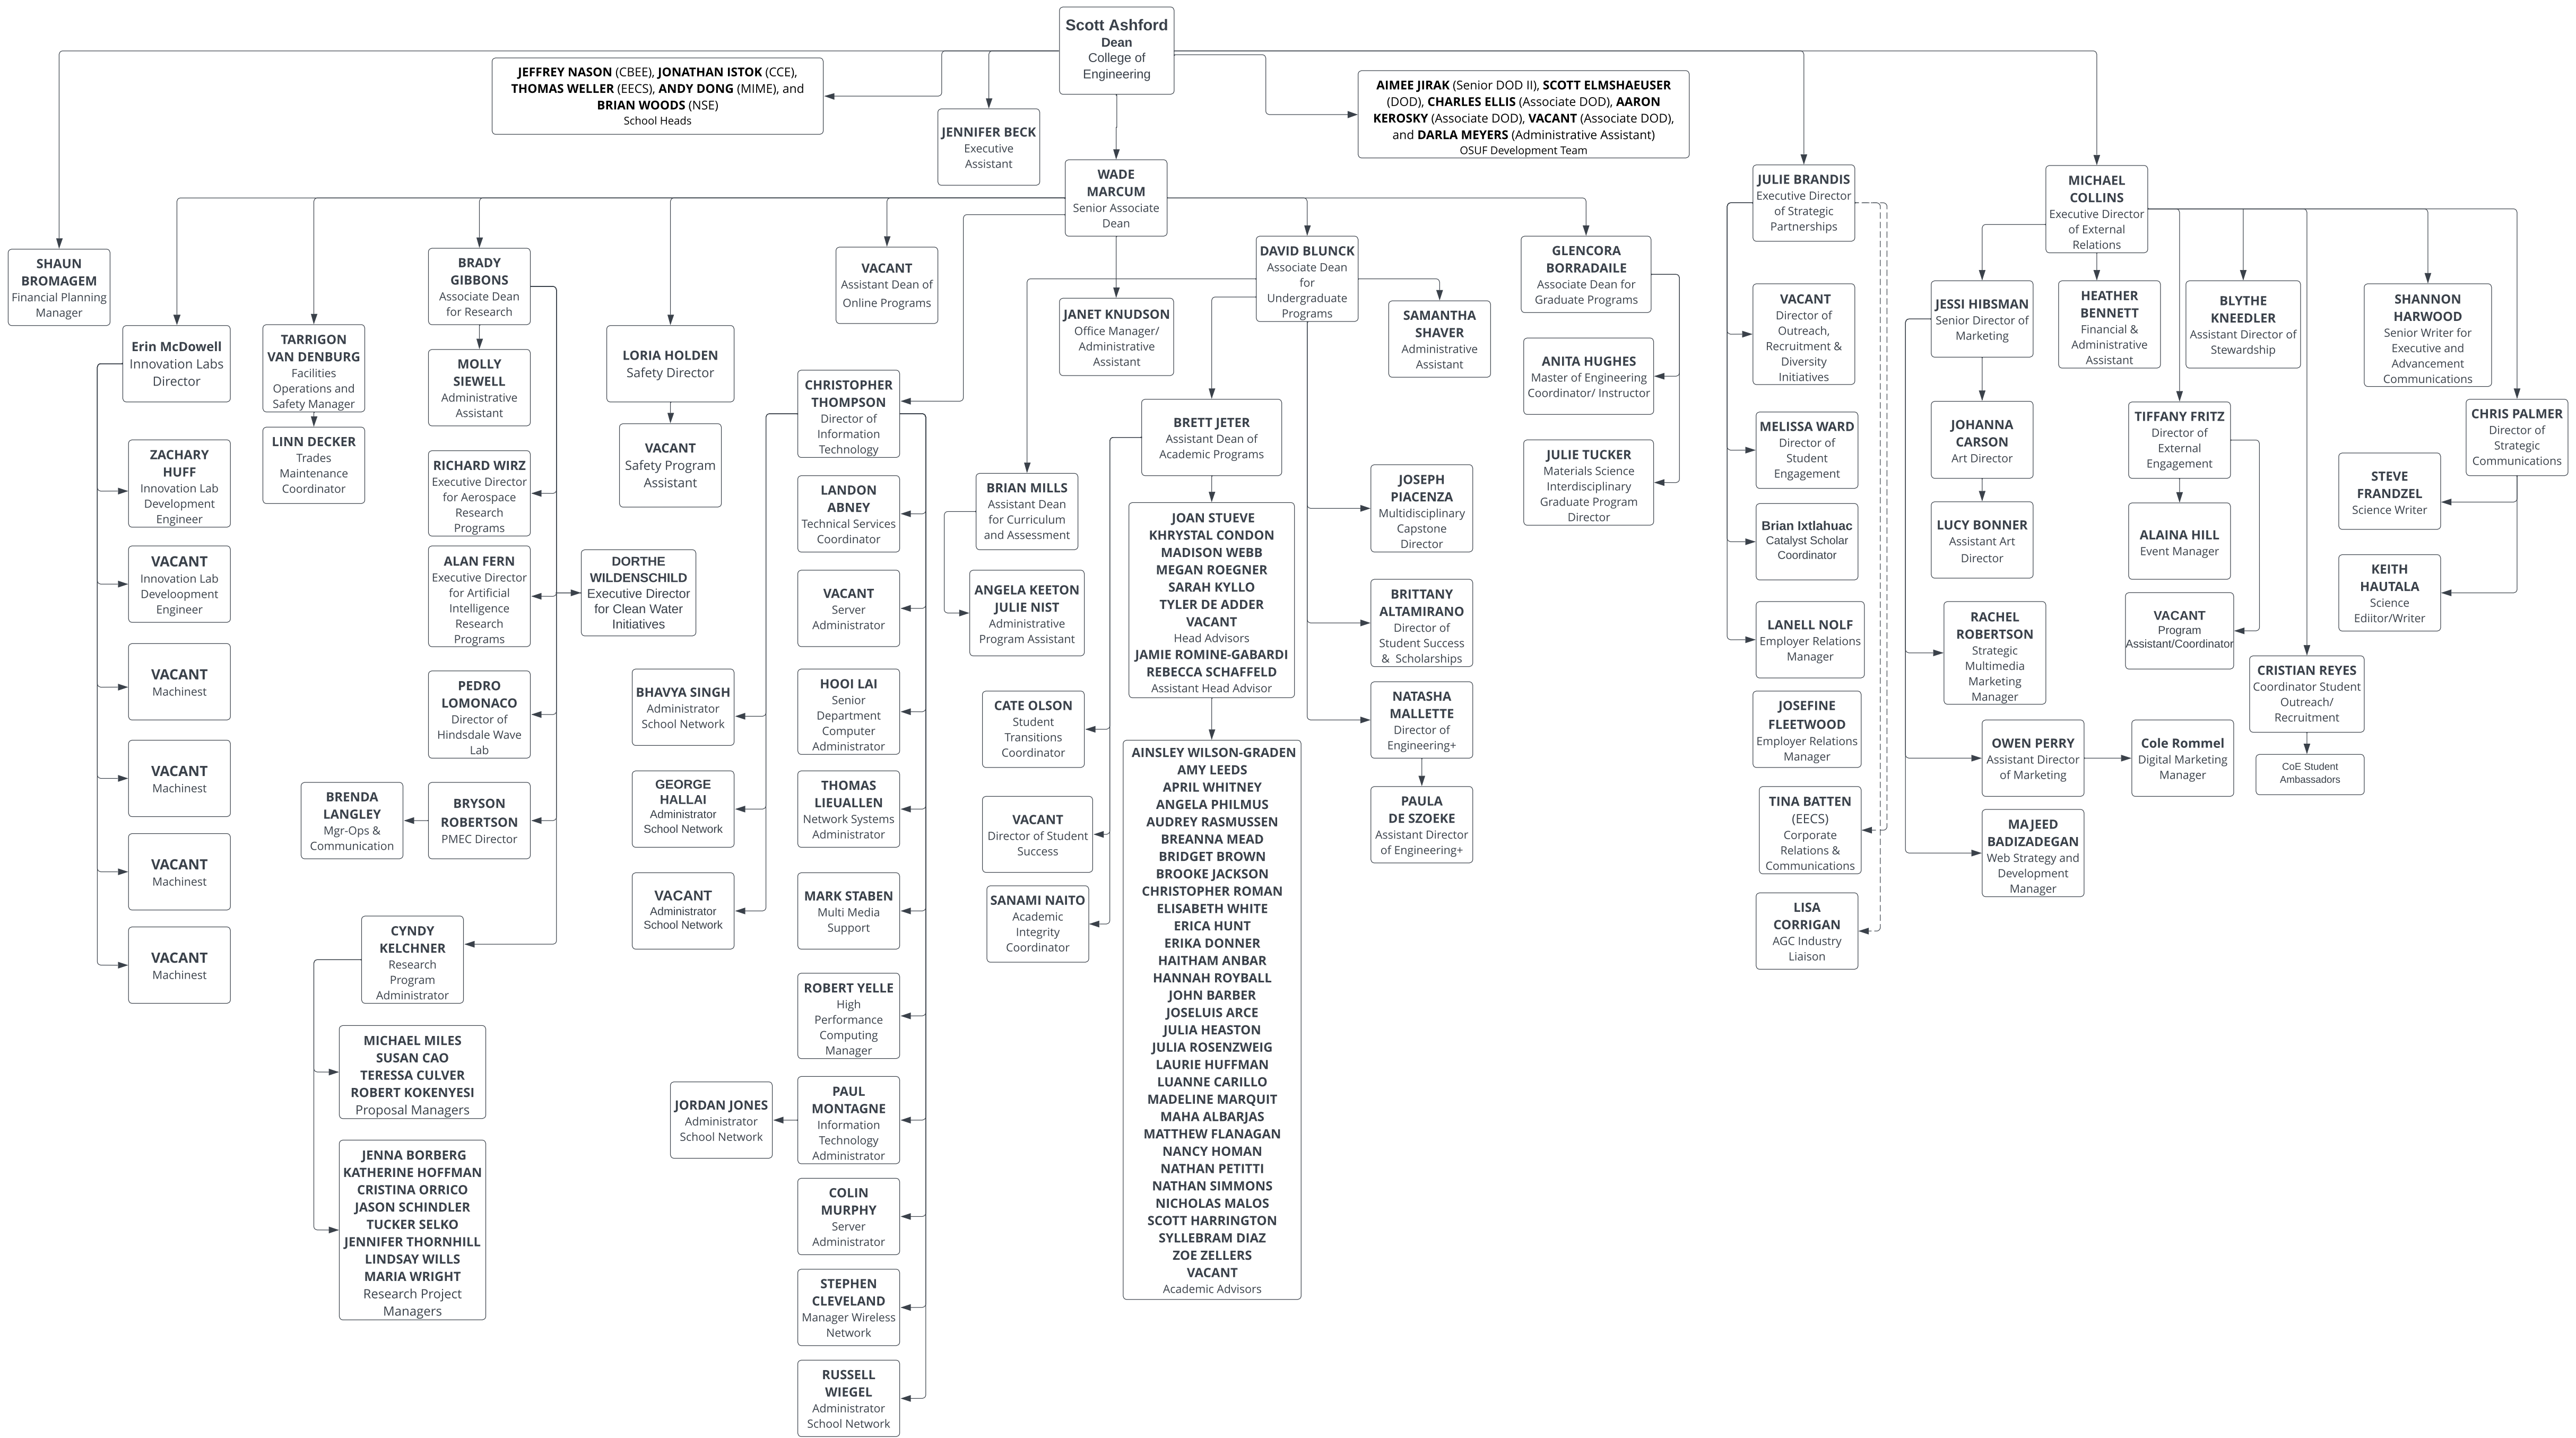 Scott Ashford
Dean
College of
Engineering
JEFFREY NASON (CBEE), JONATHAN ISTOK (CCE),
THOMAS WELLER (EECS), ANDY DONG (MIME), and
BRIAN WOODS (NSE)
School Heads
JENNIFER BECK
Executive
Assistant
AIMEE JIRAK (Senior DOD II), SCOTT ELMSHAEUSER
(DOD), CHARLES ELLIS (Associate DOD), AARON
KEROSKY (Associate DOD), VACANT (Associate DOD),
and DARLA MEYERS (Administrative Assistant)
OSUF Development Team
WADE
MARCUM
Senior Associate
Dean
JULIE BRANDIS
Executive Director
of Strategic
Partnerships
MICHAEL
COLLINS
Executive Director
of External
Relations
SHAUN
BROMAGEM
Financial Planning
Manager
Erin McDowell
Innovation Labs
Director
ZACHARY
HUFF
Innovation Lab
Development
Engineer
VACANT
Innovation Lab
Develoopment
Engineer
VACANT
Machinest
VACANT
Machinest
VACANT
Machinest
VACANT
Machinest
TARRIGON
VAN DENBURG
Facilities
Operations and
Safety Manager
LINN DECKER
Trades
Maintenance
Coordinator
BRADY
GIBBONS
Associate Dean
for Research
MOLLY
SIEWELL
Administrative
Assistant
RICHARD WIRZ
Executive Director
for Aerospace
Research
Programs
ALAN FERN
Executive Director
for Artificial
Intelligence
Research
Programs
DORTHE
WILDENSCHILD
Executive Director
for Clean Water
Initiatives
PEDRO
LOMONACO
Director of
Hindsdale Wave
Lab
BRYSON
ROBERTSON
PMEC Director
BRENDA
LANGLEY
Mgr-Ops &
Communication
CYNDY
KELCHNER
Research
Program
Administrator
MICHAEL MILES
SUSAN CAO
TERESSA CULVER
ROBERT KOKENYESI
Proposal Managers
JENNA BORBERG
KATHERINE HOFFMAN
CRISTINA ORRICO
JASON SCHINDLER
TUCKER SELKO
JENNIFER THORNHILL
LINDSAY WILLS
MARIA WRIGHT
Research Project
Managers
LORIA HOLDEN
Safety Director
VACANT
Safety Program
Assistant
VACANT
Assistant Dean of
Online Programs
CHRISTOPHER
THOMPSON
Director of
Information
Technology
LANDON
ABNEY
Technical Services
Coordinator
VACANT
Server
Administrator
BHAVYA SINGH
Administrator
School Network
HOOI LAI
Senior
Department
Computer
Administrator
GEORGE
HALLAI
Administrator
School Network
THOMAS
LIEUALLEN
Network Systems
Administrator
VACANT
Administrator
School Network
MARK STABEN
Multi Media
Support
ROBERT YELLE
High
Performance
Computing
Manager
JORDAN JONES
Administrator
School Network
PAUL
MONTAGNE
Information
Technology
Administrator
COLIN
MURPHY
Server
Administrator
STEPHEN
CLEVELAND
Manager Wireless
Network
RUSSELL
WIEGEL
Administrator
School Network
JANET KNUDSON
Office Manager/
Administrative
Assistant
DAVID BLUNCK
Associate Dean
for
Undergraduate
Programs
SAMANTHA
SHAVER
Administrative
Assistant
BRIAN MILLS
Assistant Dean
for Curriculum
and Assessment
ANGELA KEETON
JULIE NIST
Administrative
Program Assistant
BRETT JETER
Assistant Dean of
Academic Programs
CATE OLSON
Student
Transitions
Coordinator
VACANT
Director of Student
Success
SANAMI NAITO
Academic
Integrity
Coordinator
JOAN STUEVE
KHRYSTAL CONDON
MADISON WEBB
MEGAN ROEGNER
SARAH KYLLO
TYLER DE ADDER
VACANT
Head Advisors
JAMIE ROMINE-GABARDI
REBECCA SCHAFFELD
Assistant Head Advisor
AINSLEY WILSON-GRADEN
AMY LEEDS
APRIL WHITNEY
ANGELA PHILMUS
AUDREY RASMUSSEN
BREANNA MEAD
BRIDGET BROWN
BROOKE JACKSON
CHRISTOPHER ROMAN
ELISABETH WHITE
ERICA HUNT
ERIKA DONNER
HAITHAM ANBAR
HANNAH ROYBALL
JOHN BARBER
JOSELUIS ARCE
JULIA HEASTON
JULIA ROSENZWEIG
LAURIE HUFFMAN
LUANNE CARILLO
MADELINE MARQUIT
MAHA ALBARJAS
MATTHEW FLANAGAN
NANCY HOMAN
NATHAN PETITTI
NATHAN SIMMONS
NICHOLAS MALOS
SCOTT HARRINGTON
SYLLEBRAM DIAZ
ZOE ZELLERS
VACANT
Academic Advisors
JOSEPH
PIACENZA
Multidisciplinary
Capstone
Director
BRITTANY
ALTAMIRANO
Director of
Student Success
& Scholarships
NATASHA
MALLETTE
Director of
Engineering+
PAULA
DE SZOEKE
Assistant Director
of Engineering+
GLENCORA
BORRADAILE
Associate Dean for
Graduate Programs
ANITA HUGHES
Master of Engineering
Coordinator/ Instructor
JULIE TUCKER
Materials Science
Interdisciplinary
Graduate Program
Director
VACANT
Director of
Outreach,
Recruitment &
Diversity
Initiatives
MELISSA WARD
Director of
Student
Engagement
Brian Ixtlahuac
Catalyst Scholar
Coordinator
LANELL NOLF
Employer Relations
Manager
JOSEFINE
FLEETWOOD
Employer Relations
Manager
TINA BATTEN
(EECS)
Corporate
Relations &
Communications
LISA
CORRIGAN
AGC Industry
Liaison
JESSI HIBSMAN
Senior Director of
Marketing
JOHANNA
CARSON
Art Director
LUCY BONNER
Assistant Art
Director
RACHEL
ROBERTSON
Strategic
Multimedia
Marketing
Manager
OWEN PERRY
Assistant Director
of Marketing
Cole Rommel
Digital Marketing
Manager
MAJEED
BADIZADEGAN
Web Strategy and
Development
Manager
HEATHER
BENNETT
Financial &
Administrative
Assistant
TIFFANY FRITZ
Director of
External
Engagement
ALAINA HILL
Event Manager
VACANT
Program
Assistant/Coordinator
BLYTHE
KNEEDLER
Assistant Director of
Stewardship
CRISTIAN REYES
Coordinator Student
Outreach/
Recruitment
CoE Student
Ambassadors
SHANNON
HARWOOD
Senior Writer for
Executive and
Advancement
Communications
CHRIS PALMER
Director of
Strategic
Communications
STEVE
FRANDZEL
Science Writer
KEITH
HAUTALA
Science
Ediitor/Writer